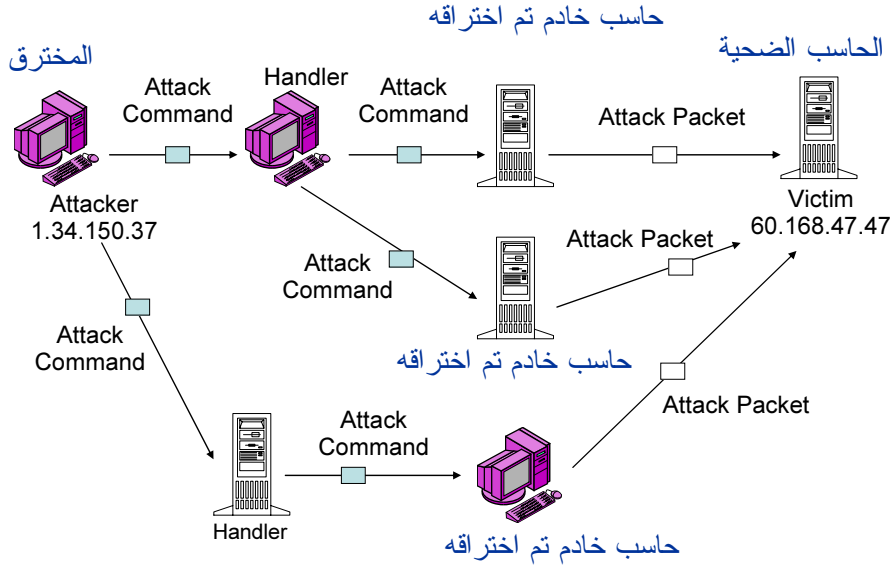 حاسب خادم تم اختراقه
الحاسب الضحية
المخترق
Attack
Command
Handler
Attack
Command
Attack Packet
Attacker
1.34.150.37
Victim
60.168.47.47
Attack
Command
Attack Packet
Attack
Command
حاسب خادم تم اختراقه
Attack Packet
Attack
Command
Handler
حاسب خادم تم اختراقه